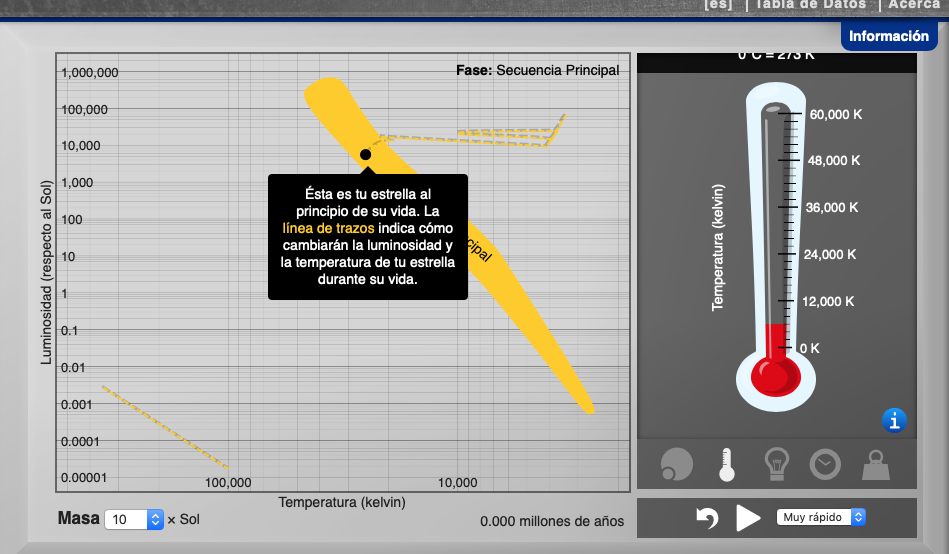 [es] | Tabla de Datos | Acerca
Información
1,000,000
100,000
10,000
1,000
100
10
1
0.1
0.01
0.001
0.0001
0.00001
Luminosidad (respecto al Sol)
Fase: Secuencia Principal
Ésta es tu estrella al
principio de su vida. La
línea de trazos indica cómo
cambiarán la luminosidad y
la temperatura de tu estrella
durante su vida.
cipal
100,000
10,000
Temperatura (kelvin)
Masa 10 × Sol
0.000 millones de años
0°C = 273 K
60,000 K
48,000 K
36,000 K
24,000 K
12,000 K
0 K
Temperatura (kelvin)
i
Muy rápido